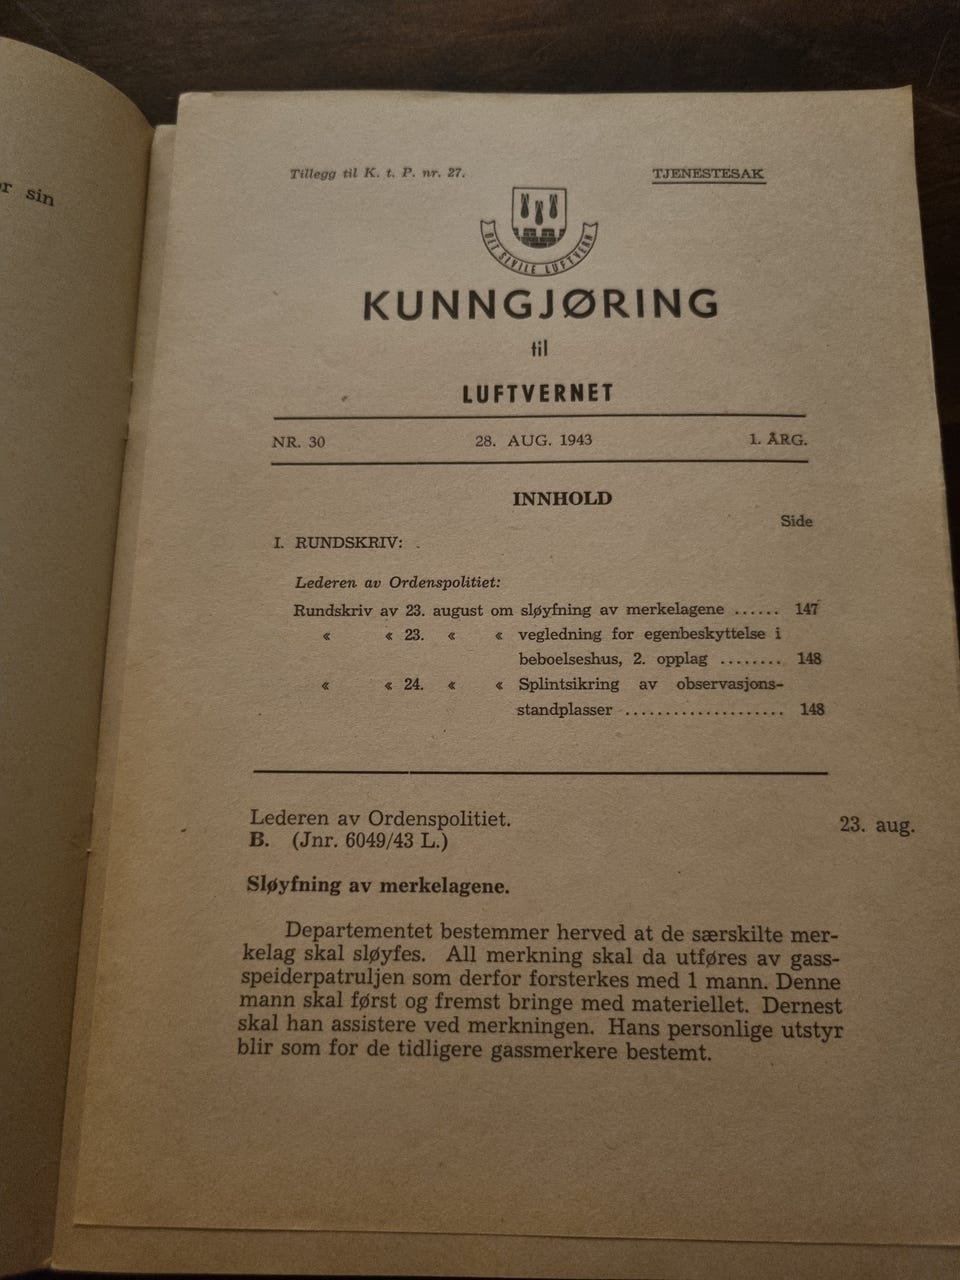 r sin
Tillegg til K. t. P. nr. 27. TJENESTESAK
DET SIVILE LUFTVERN
KUNNGJØRING
til
LUFTVERNET
NR. 30 28. AUG. 1943 1. ÅRG.
INNHOLD
Side
I. RUNDSKRIV:
Lederen av Ordenspolitiet:
Rundskriv av 23. august om sløyfning av merkelagene ...... 147
« « 23. « « vegledning for egenbeskyttelse i
beboelseshus, 2. opplag ........ 148
« « 24. « « Splintsikring av observasjons-
standplasser .................... 148
Lederen av Ordenspolitiet. 23. aug.
B. (Jnr. 6049/43 L.)
Sløyfning av merkelagene.
Departementet bestemmer herved at de særskilte mer-
kelag skal sløyfes. All merkning skal da utføres av gass-
speiderpatruljen som derfor forsterkes med 1 mann. Denne
mann skal først og fremst bringe med materiellet. Dernest
skal han assistere ved merkningen. Hans personlige utstyr
blir som for de tidligere gassmerkere bestemt.